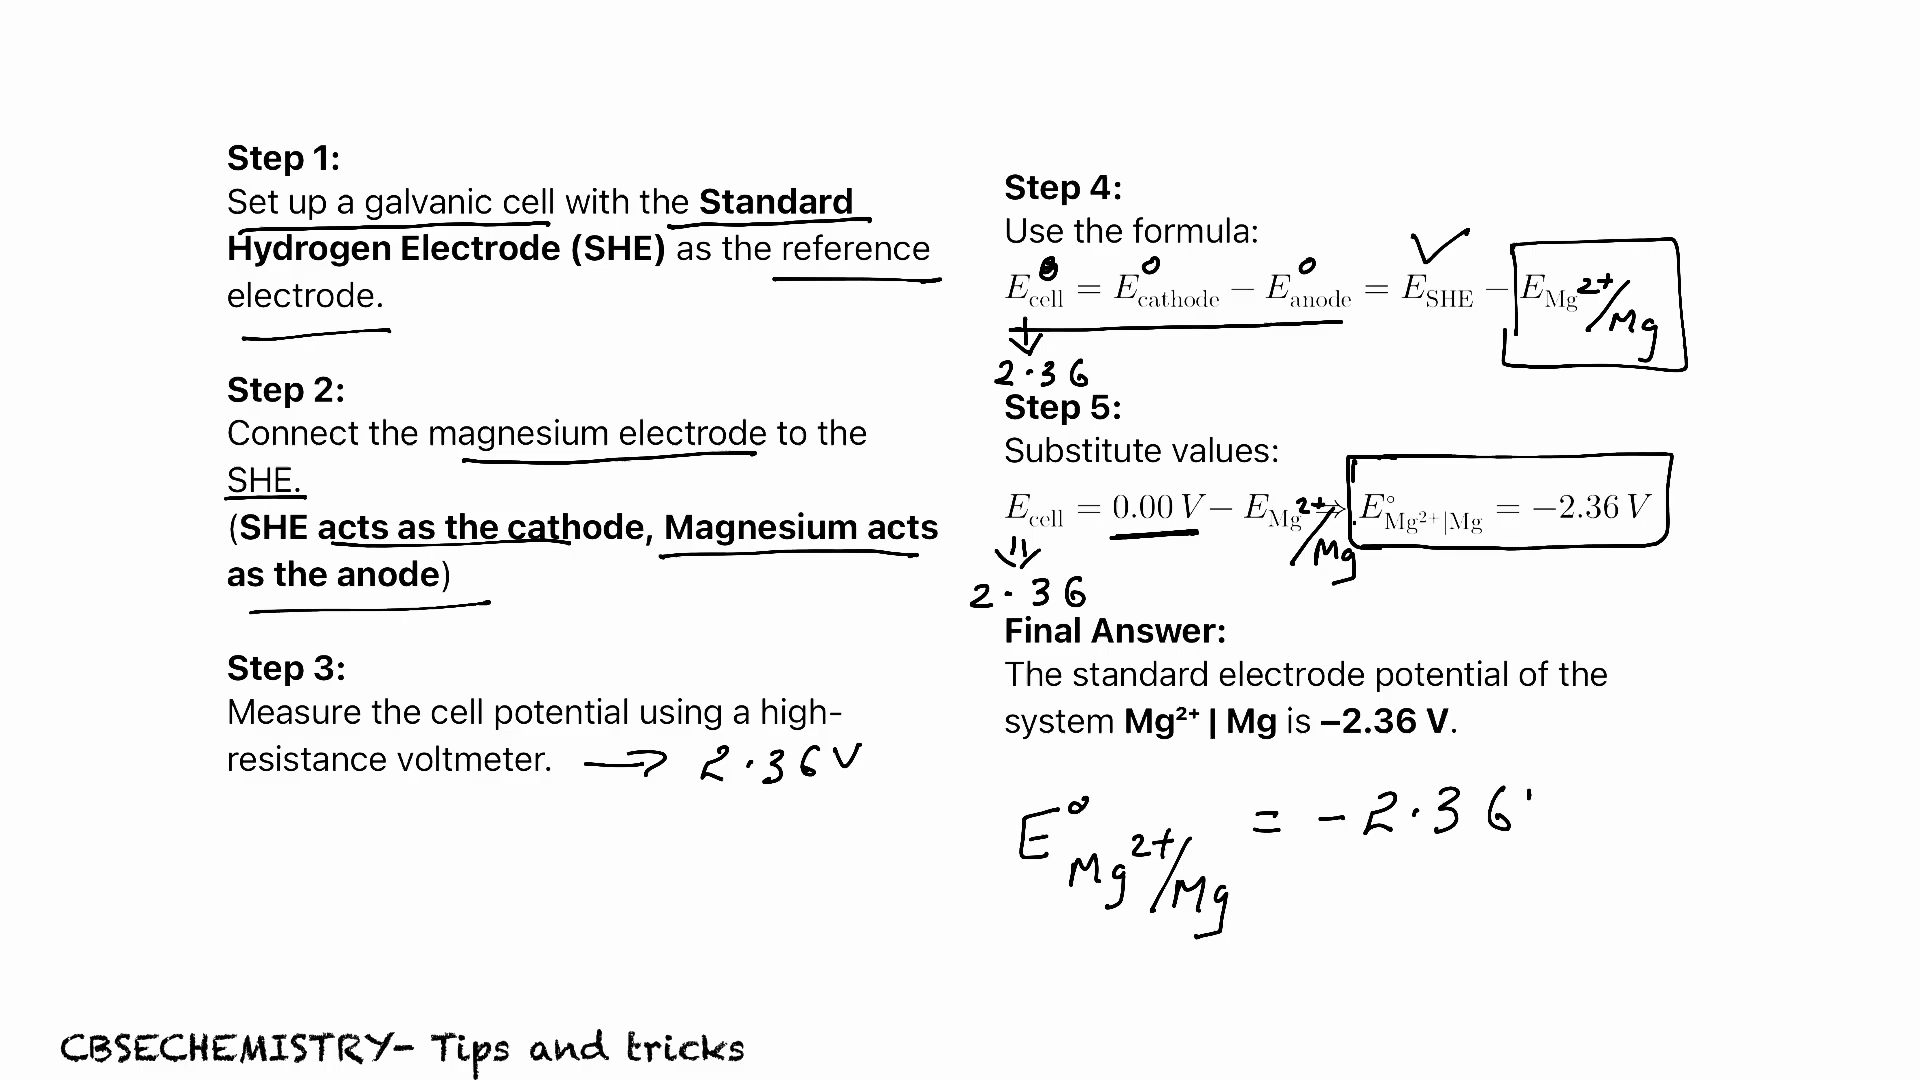 Step 1:
Set up a galvanic cell with the Standard
Hydrogen Electrode (SHE) as the reference
electrode.
Step 2:
Connect the magnesium electrode to the
SHE.
(SHE acts as the cathode, Magnesium acts
as the anode)
Step 3:
Measure the cell potential using a high-
resistance voltmeter. → 2.36V
Step 4:
Use the formula:
E°cell = E°cathode − E°anode = ESHE − EMg2+/Mg
2.36
Step 5:
Substitute values:
Ecell = 0.00 V − EMg2+/Mg ⇒ E°Mg²⁺|Mg = −2.36 V
2.36
Final Answer:
The standard electrode potential of the
system Mg²⁺ | Mg is −2.36 V.
E°Mg2+/Mg = −2.36
CBSECHEMISTRY- Tips and tricks